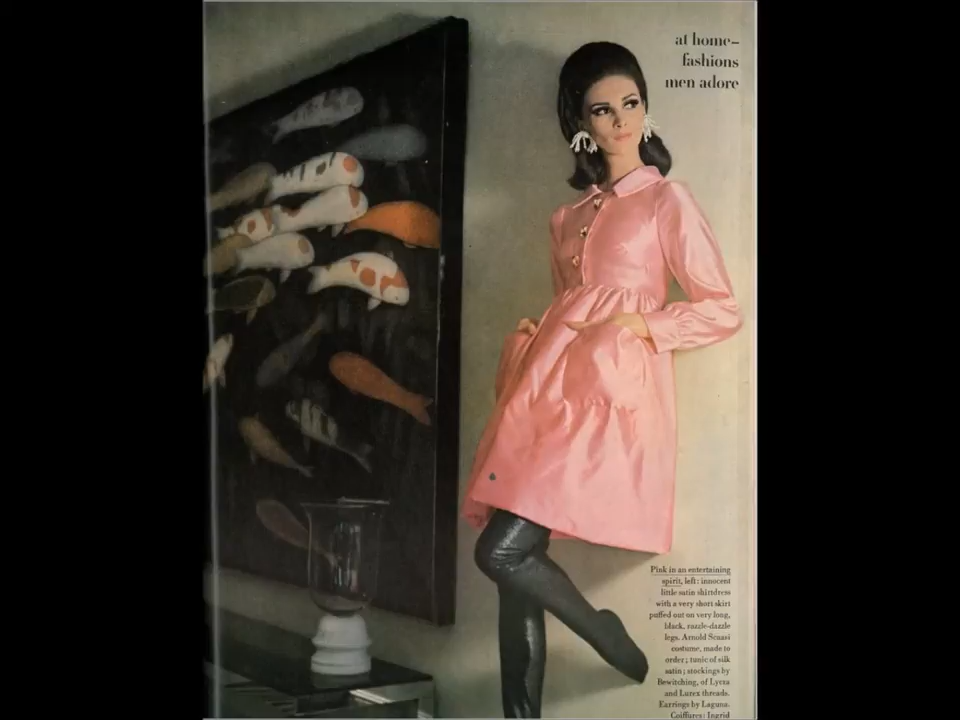 at home–
fashions
men adore
Pink in an entertaining
spirit, left: innocent
little satin shirtdress
with a very short skirt
puffed out on very long,
black, razzle-dazzle
legs. Arnold Scaasi
costume, made to
order; tunic of silk
satin; stockings by
Bewitching, of Lycra
and Lurex threads.
Earrings by Laguna.
Coiffures: Ingrid